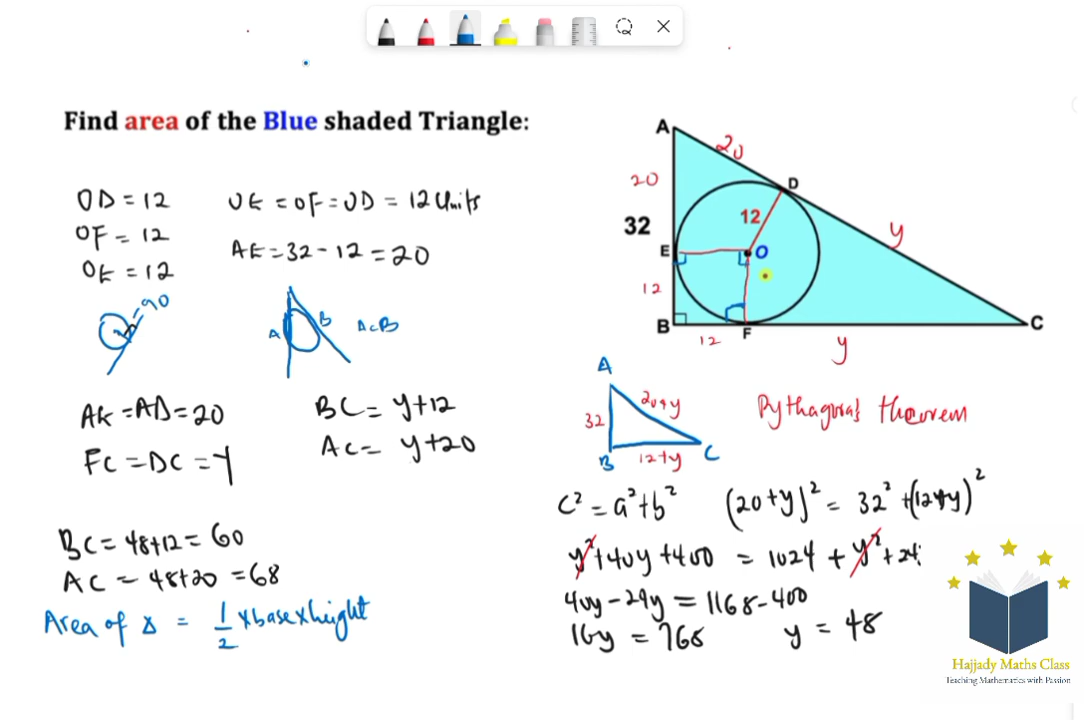 Find area of the Blue shaded Triangle:
OD = 12
OF = 12
OE = 12
OE = OF = OD = 12 Units
AE = 32 - 12 = 20
= 90
A
B
A = B
AE = AD = 20
FC = DC = Y
BC = y+12
AC = y+20
BC = 48+12 = 60
AC = 48+20 = 68
Area of Δ = 1/2 × base × height
A
20
20
D
32
12
y
E
O
12
B
12
F
y
C
A
32
20+y
B
12+y
C
Pythagoras theorem
C² = a²+b²
(20+y)² = 32² + (12+y)²
y²+40y+400 = 1024 + y² + 24
40y - 24y = 1168 - 400
16y = 768
y = 48
Hajjady Maths Class
Teaching Mathematics with Passion